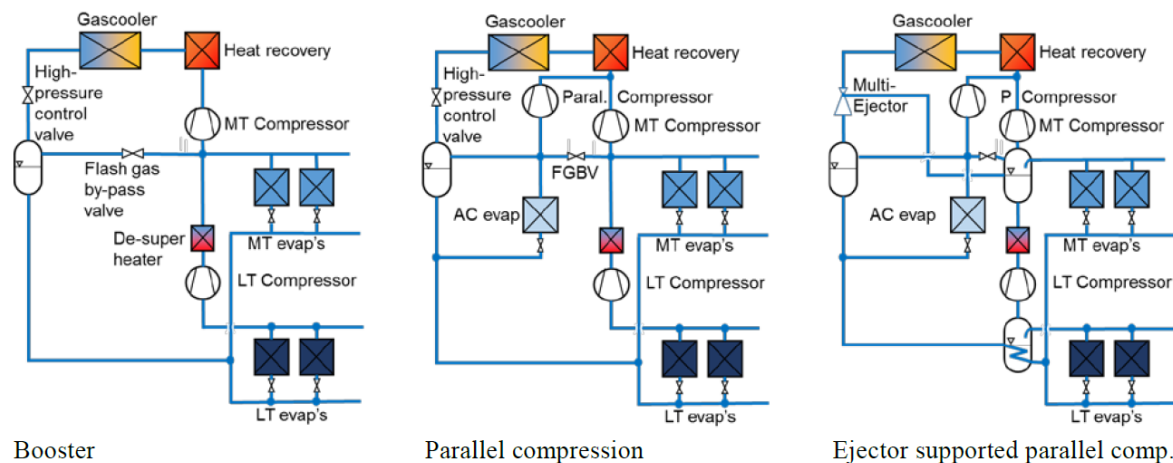 Gascooler
Heat recovery
High-
pressure
control
valve
MT Compressor
Flash gas
by-pass
valve
De-super
heater
MT evap's
LT Compressor
LT evap's
Booster
Gascooler
Heat recovery
High-
pressure
control
valve
Paral. Compressor
MT Compressor
FGBV
AC evap
MT evap's
LT Compressor
LT evap's
Parallel compression
Gascooler
Heat recovery
Multi-
Ejector
P Compressor
MT Compressor
AC evap
MT evap's
LT Compressor
LT evap's
Ejector supported parallel comp.